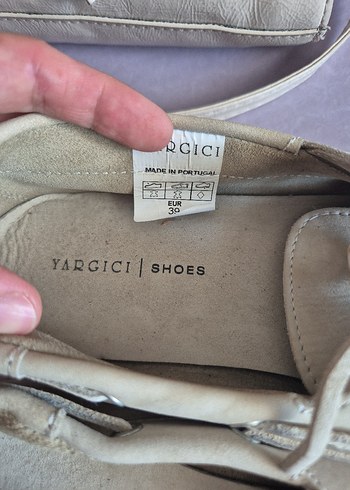 YARGICI
MADE IN PORTUGAL
EUR
39
YARGICI | SHOES